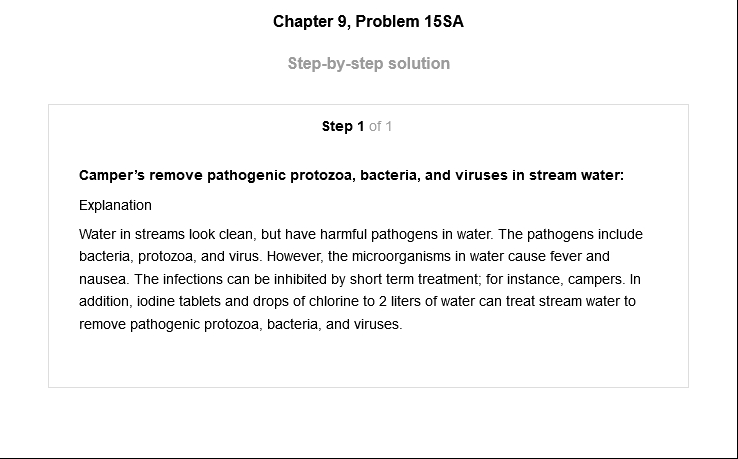 Chapter 9, Problem 15SA
Step-by-step solution
Step 1 of 1
Camper's remove pathogenic protozoa, bacteria, and viruses in stream water:
Explanation
Water in streams look clean, but have harmful pathogens in water. The pathogens include
bacteria, protozoa, and virus. However, the microorganisms in water cause fever and
nausea. The infections can be inhibited by short term treatment; for instance, campers. In
addition, iodine tablets and drops of chlorine to 2 liters of water can treat stream water to
remove pathogenic protozoa, bacteria, and viruses.